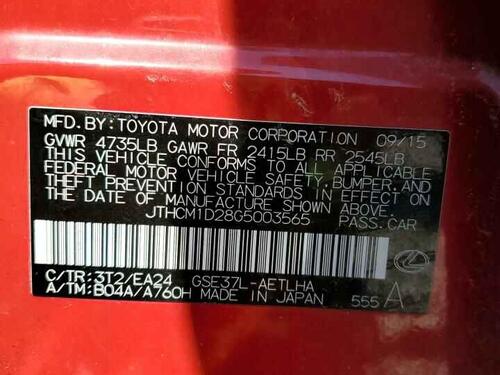 MFD. BY: TOYOTA MOTOR CORPORATION 09/15
GVWR 4735LB GAWR FR 2415LB RR 2545LB
THIS VEHICLE CONFORMS TO ALL APPLICABLE
FEDERAL MOTOR VEHICLE SAFETY, BUMPER, AND
THEFT PREVENTION STANDARDS IN EFFECT ON
THE DATE OF MANUFACTURE SHOWN ABOVE.
JTHCM1D28G5003565 PASS. CAR
C/TR: 3T2/EA24 GSE37L-AETLHA
A/TM: B04A/A760H MADE IN JAPAN 555 A